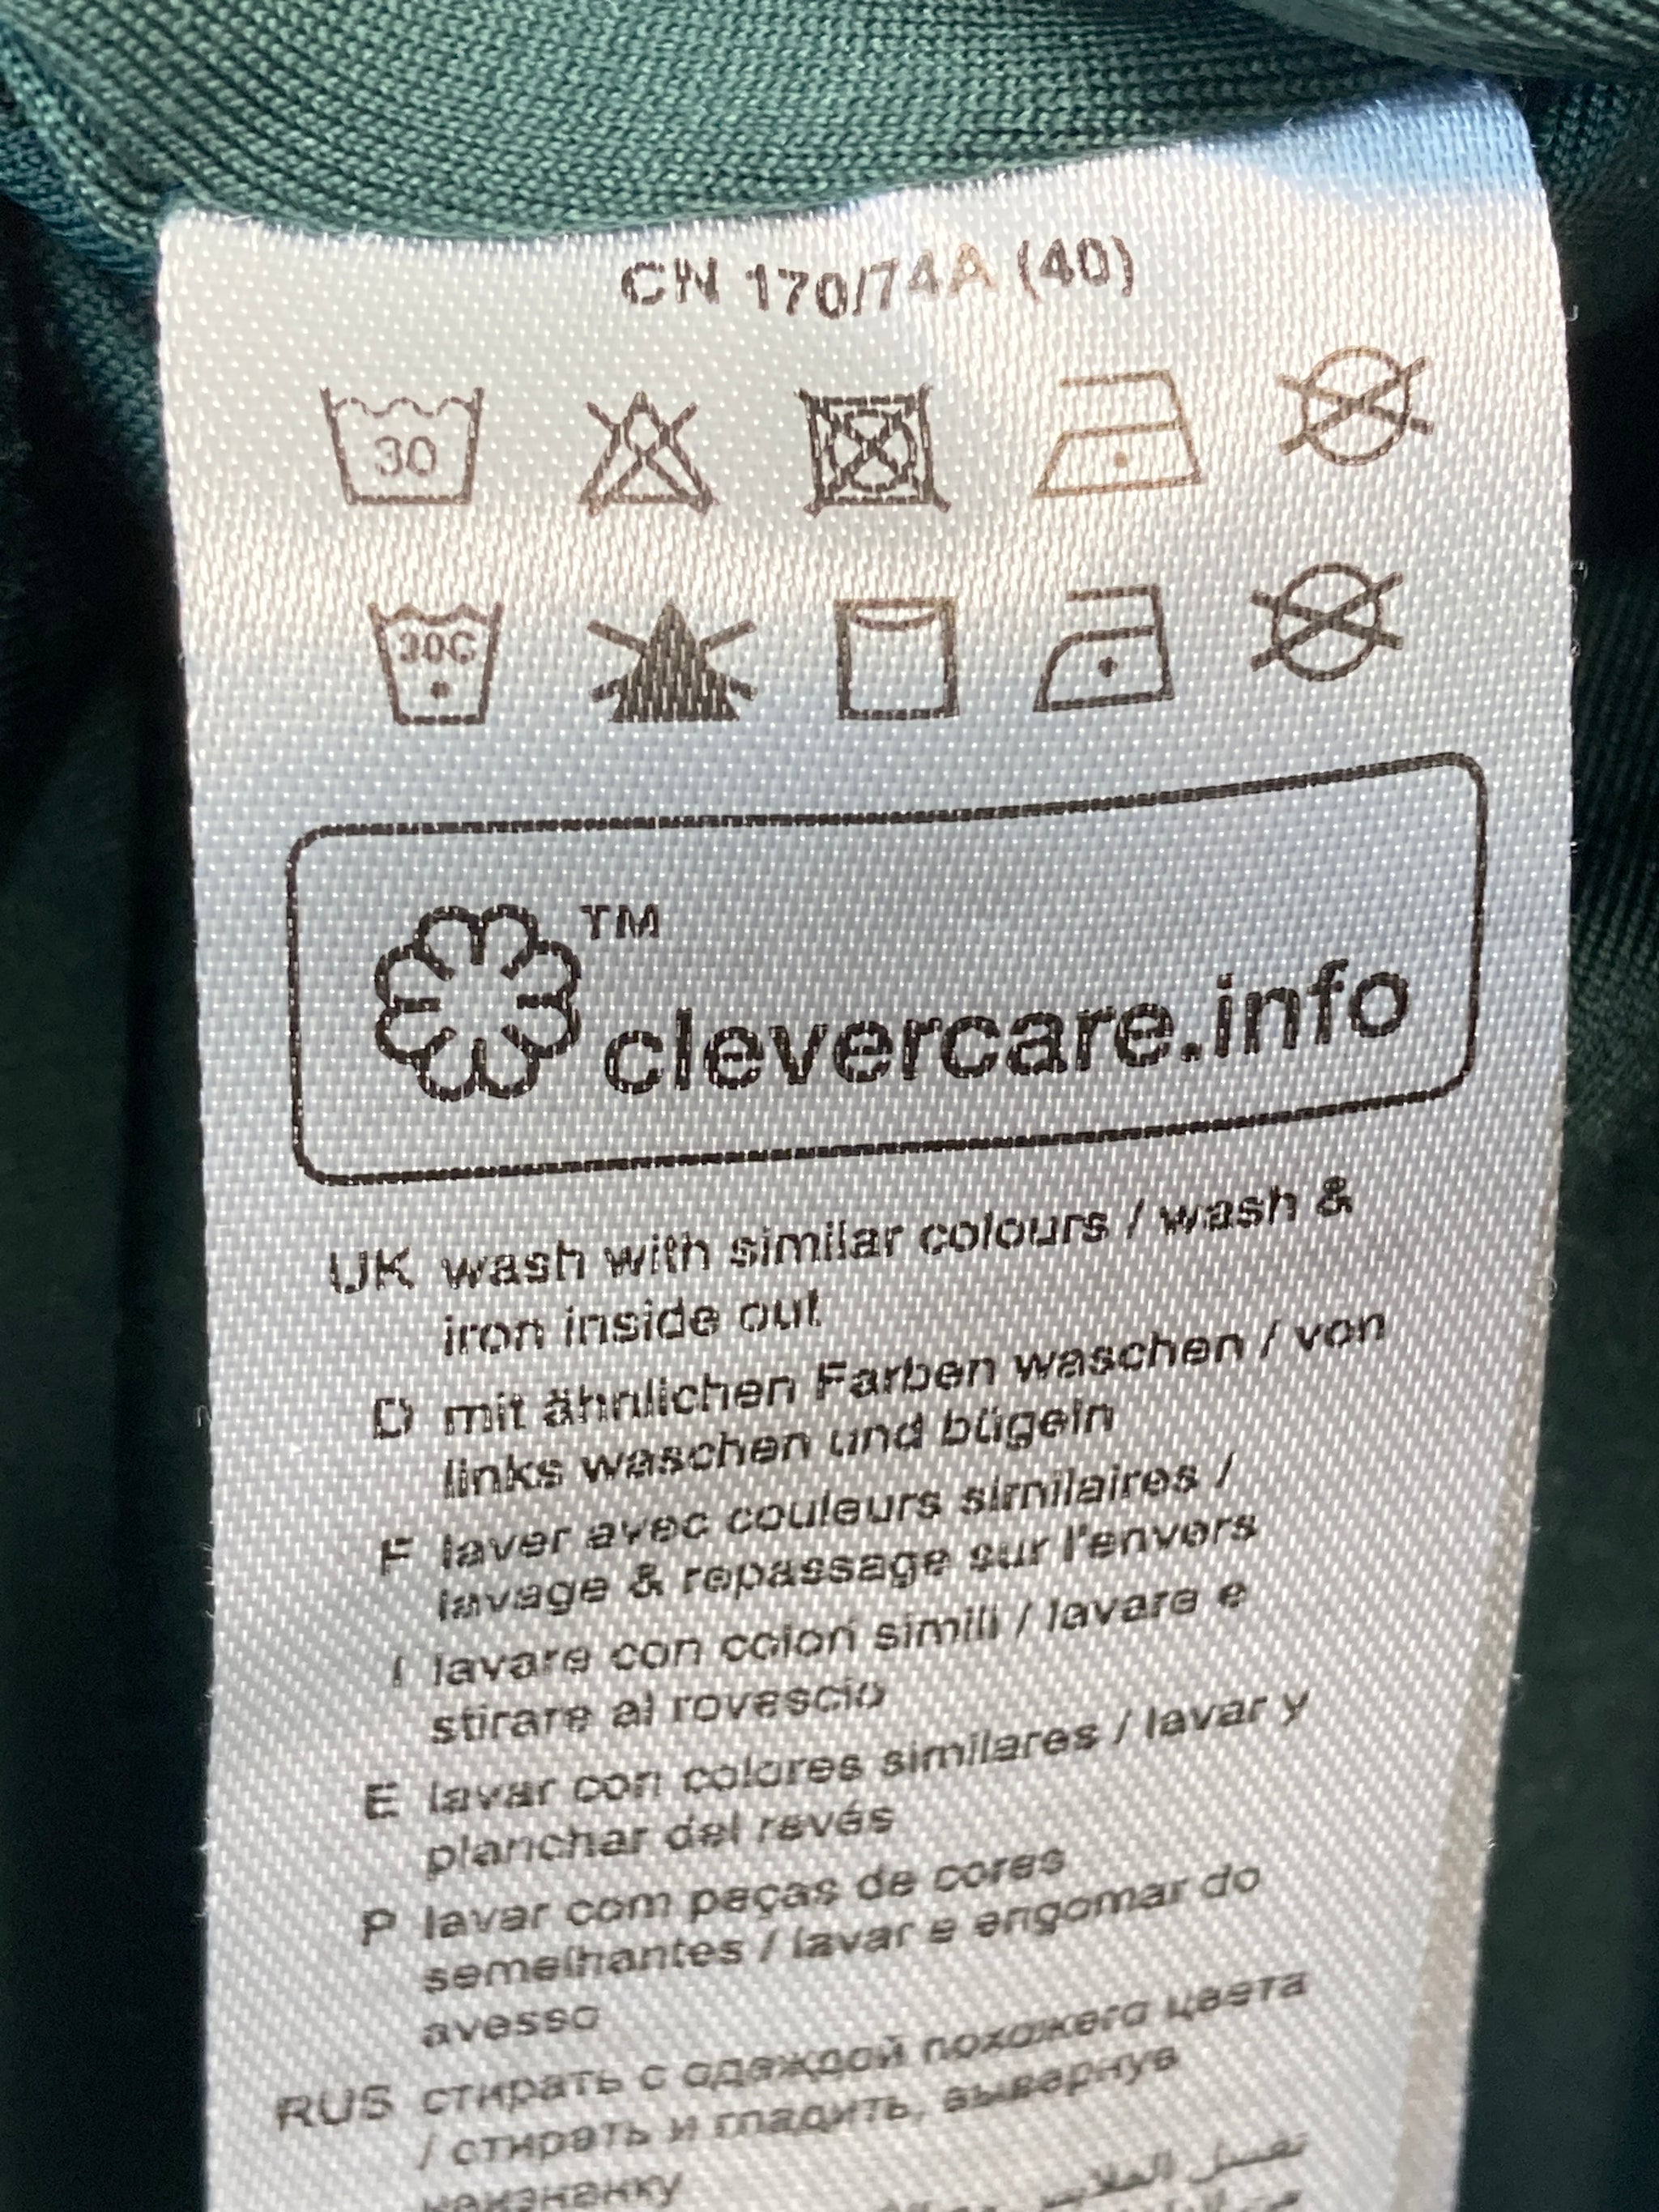 CN 170/74A (40)
30
30C
TM
clevercare.info
UK wash with similar colours / wash &
iron inside out
D mit ähnlichen Farben waschen / von
links waschen und bügeln
F laver avec couleurs similaires /
lavage & repassage sur l'envers
I lavare con colori simili / lavare e
stirare al rovescio
E lavar con colores similares / lavar y
planchar del revés
P lavar com peças de cores
semelhantes / lavar e engomar do
avesso
RUS стирать с одеждой похожего цвета
/ стирать и гладить, вывернув
наизнанку
تغسل الملابس